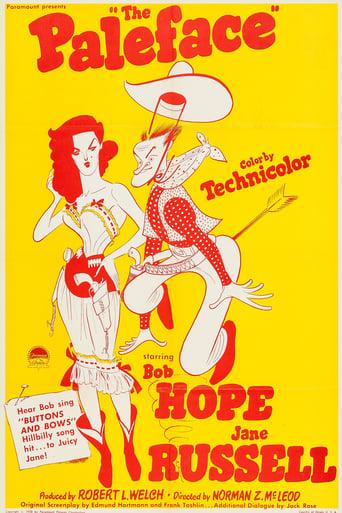 Paramount presents
"The
Paleface"
Color by
Technicolor
starring
Bob
HOPE
Jane
RUSSELL
Hear Bob sing
"BUTTONS
AND BOWS"
Hillbilly song
hit...to Juicy
Jane!
Produced by ROBERT L. WELCH - Directed by NORMAN Z. McLEOD
Original Screenplay by Edmund Hartmann and Frank Tashlin...Additional Dialogue by Jack Rose